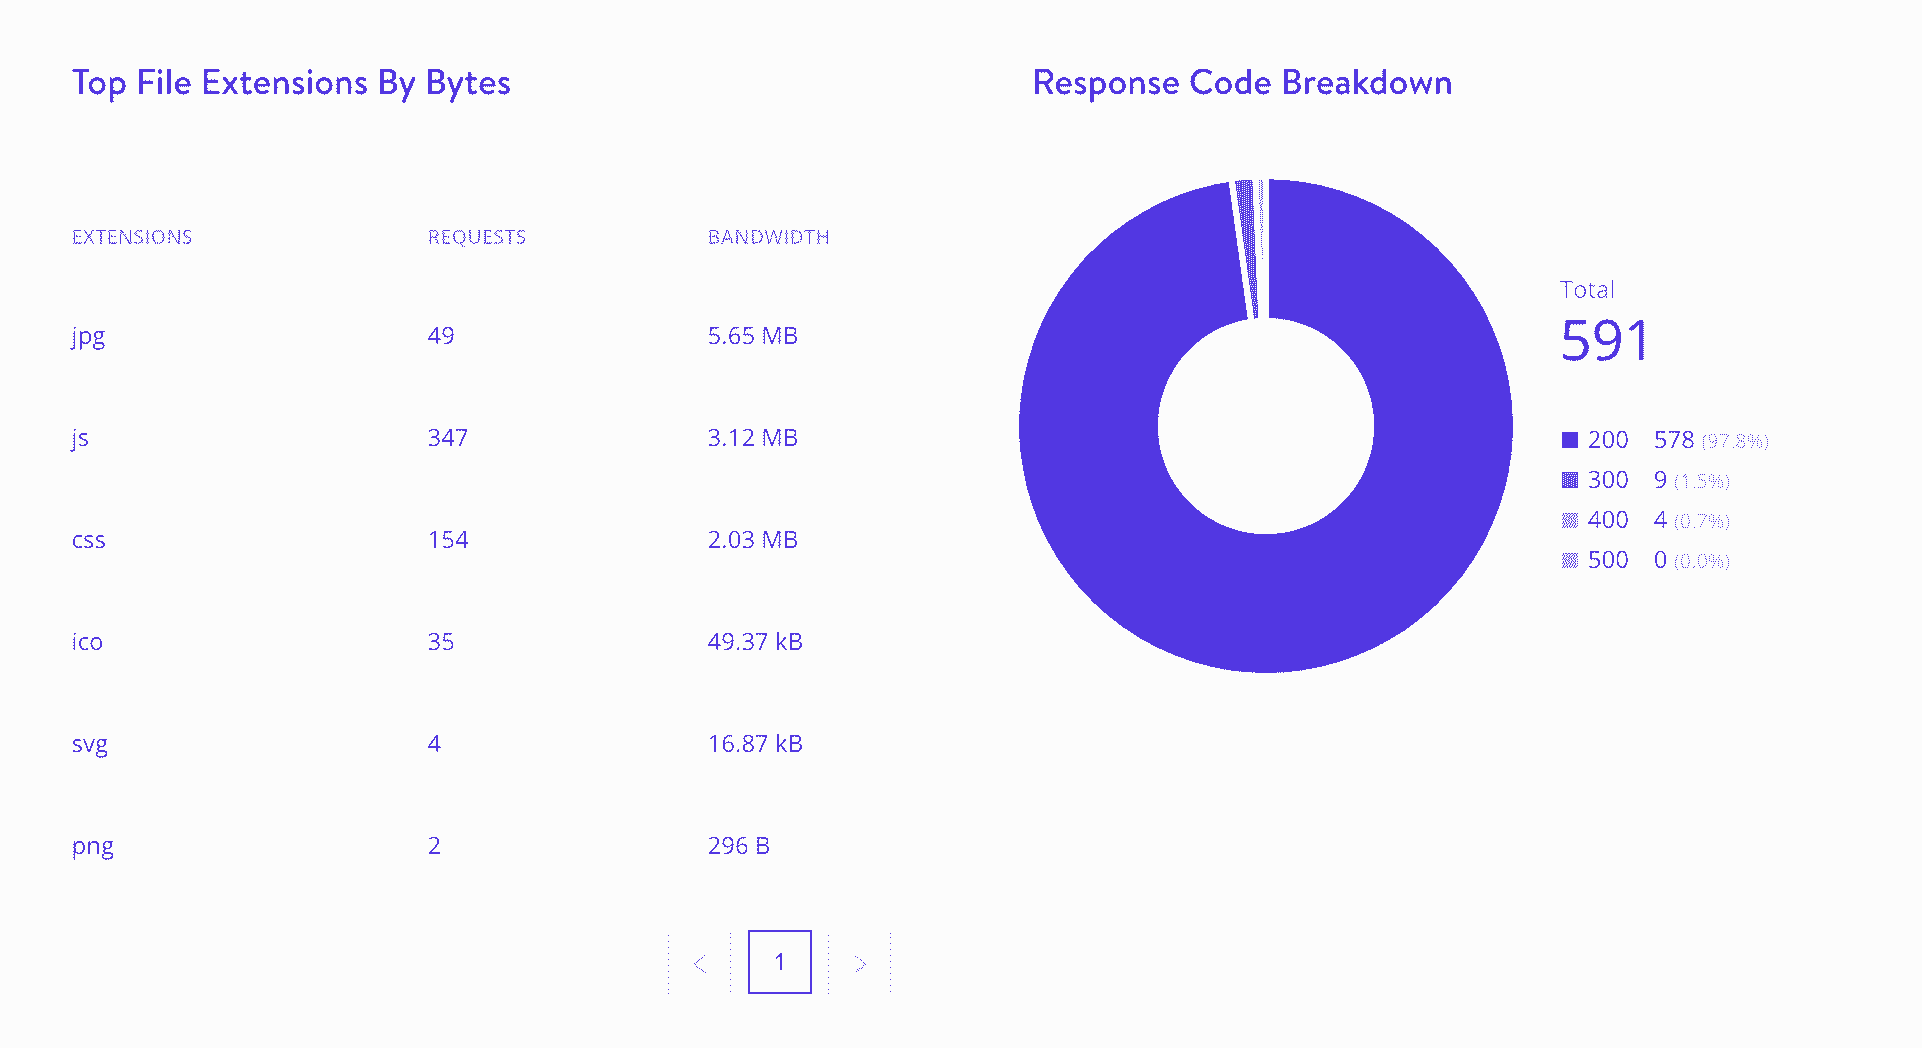 Top File Extensions By Bytes
EXTENSIONS REQUESTS BANDWIDTH
jpg 49 5.65 MB
js 347 3.12 MB
css 154 2.03 MB
ico 35 49.37 kB
svg 4 16.87 kB
png 2 296 B
< 1 >
Response Code Breakdown
Total
591
200 578 (97.8%)
300 9 (1.5%)
400 4 (0.7%)
500 0 (0.0%)